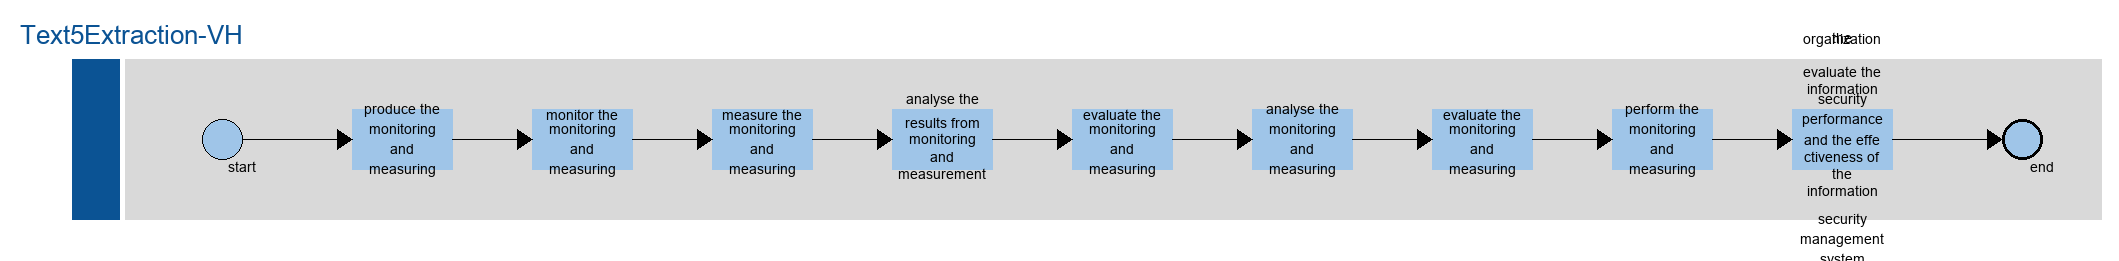 Text5Extraction-VH
start
produce the
monitoring
and
measuring
monitor the
monitoring
and
measuring
measure the
monitoring
and
measuring
analyse the
results from
monitoring
and
measurement
evaluate the
monitoring
and
measuring
analyse the
monitoring
and
measuring
evaluate the
monitoring
and
measuring
perform the
monitoring
and
measuring
the
organization
evaluate the
information
security
performance
and the effe
ctiveness of
the
information
security
management
system
end